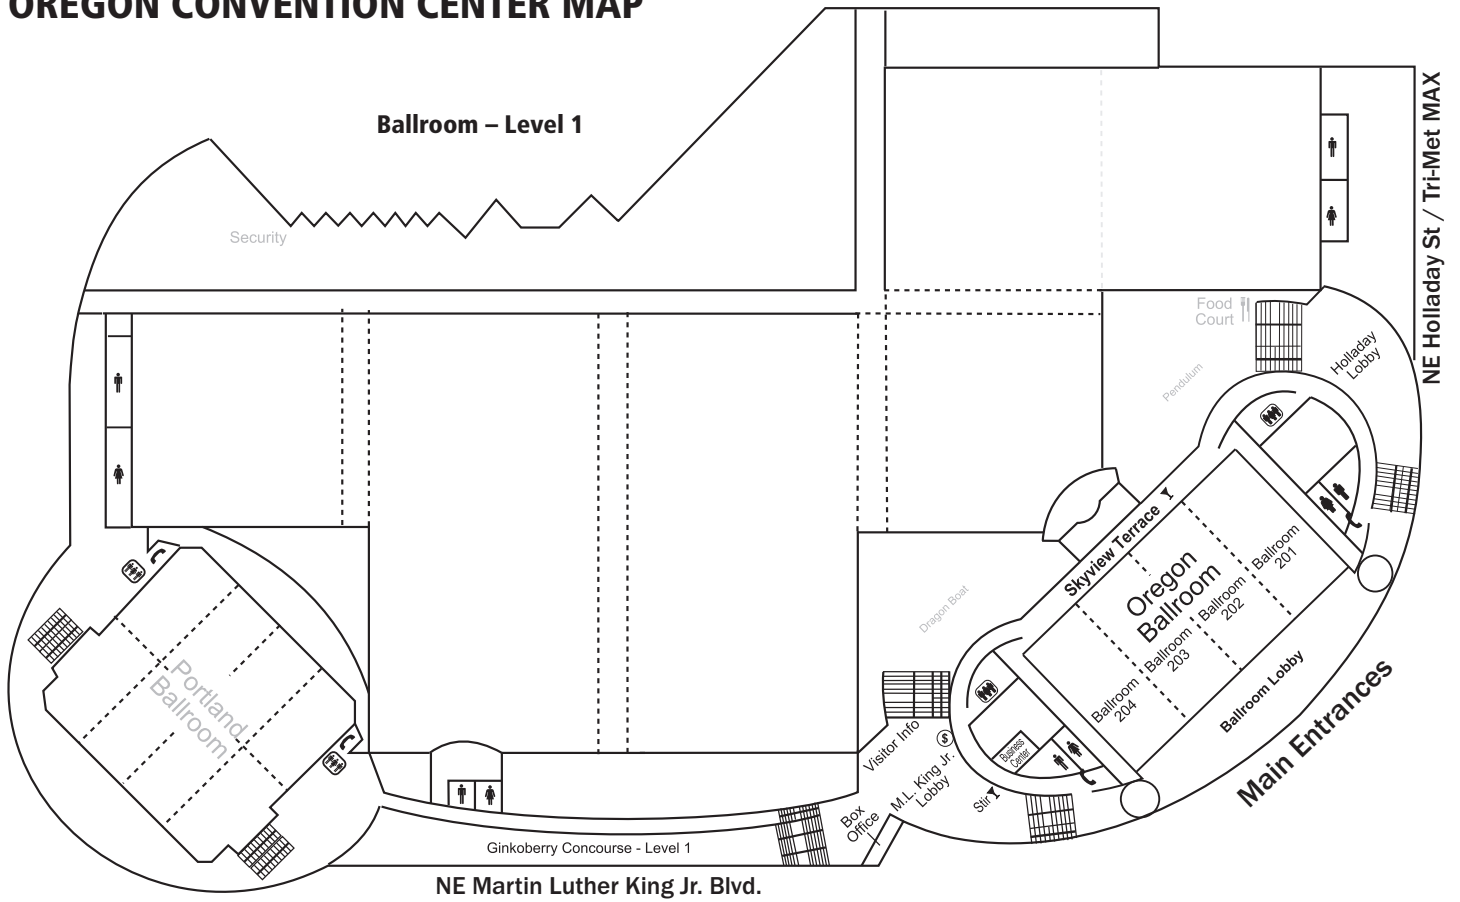 OREGON CONVENTION CENTER MAP
Ballroom – Level 1
Security
NE Holladay St / Tri-Met MAX
Food
Court
Holladay
Lobby
Pendulum
Skyview Terrace
Oregon
Ballroom
Ballroom
201
Ballroom
202
Ballroom
203
Ballroom
204
Ballroom Lobby
Main Entrances
Dragon Boat
Portland
Ballroom
Visitor Info
$
M.L. King Jr.
Lobby
Business
Center
Stir
Box
Office
Ginkoberry Concourse - Level 1
NE Martin Luther King Jr. Blvd.